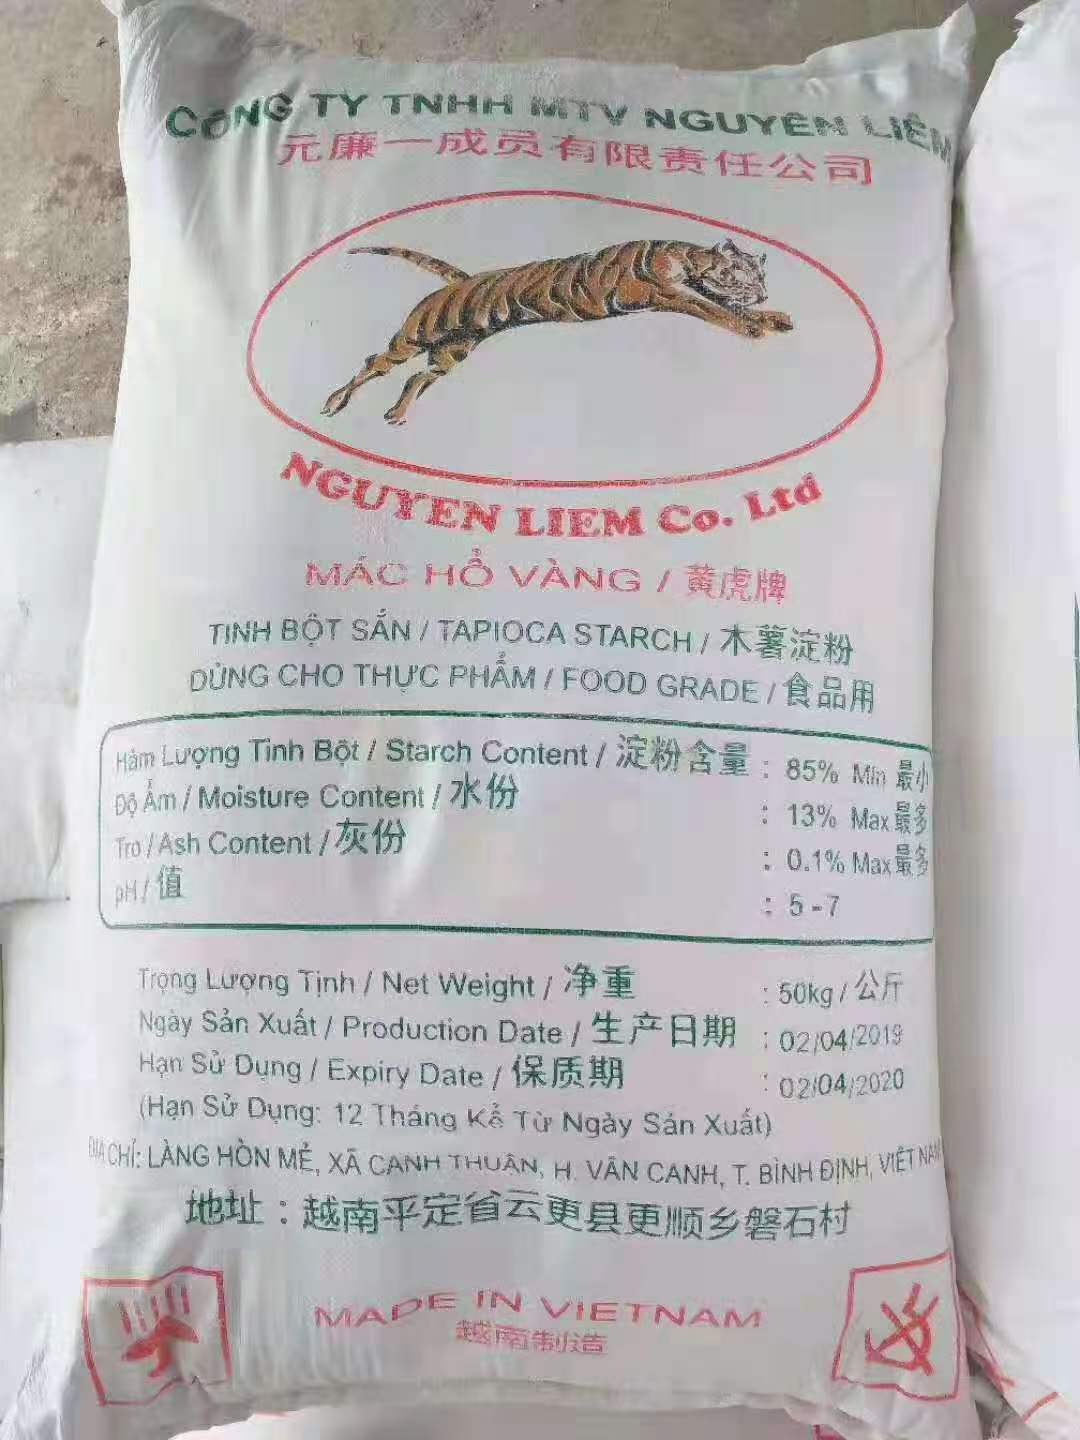 CÔNG TY TNHH MTV NGUYÊN LIÊM
元廉一成员有限责任公司
NGUYEN LIEM Co. Ltd
MÁC HỔ VÀNG / 黄虎牌
TINH BỘT SẮN / TAPIOCA STARCH / 木薯淀粉
DÙNG CHO THỰC PHẨM / FOOD GRADE / 食品用
Hàm Lượng Tinh Bột / Starch Content / 淀粉含量 : 85% Min 最小
Độ Ẩm / Moisture Content / 水份 : 13% Max 最多
Tro / Ash Content / 灰份 : 0.1% Max 最多
pH / 值 : 5 - 7
Trọng Lượng Tịnh / Net Weight / 净重 : 50kg / 公斤
Ngày Sản Xuất / Production Date / 生产日期 : 02/04/2019
Hạn Sử Dụng / Expiry Date / 保质期 : 02/04/2020
(Hạn Sử Dụng: 12 Tháng Kể Từ Ngày Sản Xuất)
ĐỊA CHỈ: LÀNG HÒN MẺ, XÃ CANH THUẬN, H. VÂN CANH, T. BÌNH ĐỊNH, VIỆT NAM
地址：越南平定省云更县更顺乡磐石村
MADE IN VIETNAM
越南制造